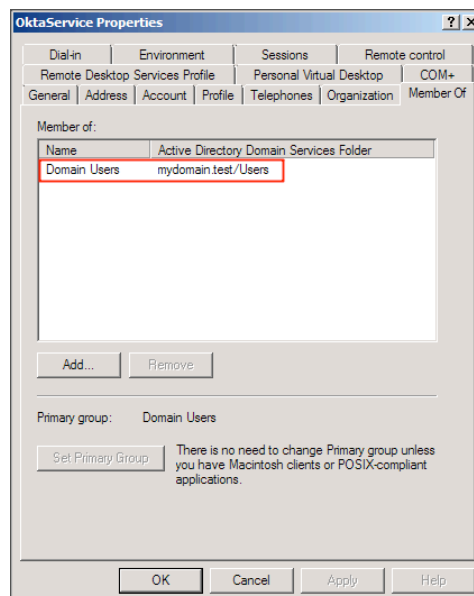 OktaService Properties
Dial-in Environment Sessions Remote control
Remote Desktop Services Profile Personal Virtual Desktop COM+
General Address Account Profile Telephones Organization Member Of
Member of:
Name Active Directory Domain Services Folder
Domain Users mydomain.test/Users
Add... Remove
Primary group: Domain Users
Set Primary Group
There is no need to change Primary group unless
you have Macintosh clients or POSIX-compliant
applications.
OK Cancel Apply Help